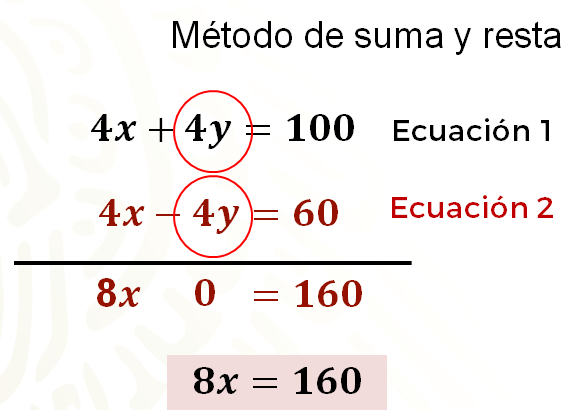 Método de suma y resta
4x + 4y = 100 Ecuación 1
4x − 4y = 60 Ecuación 2
8x 0 = 160
8x = 160